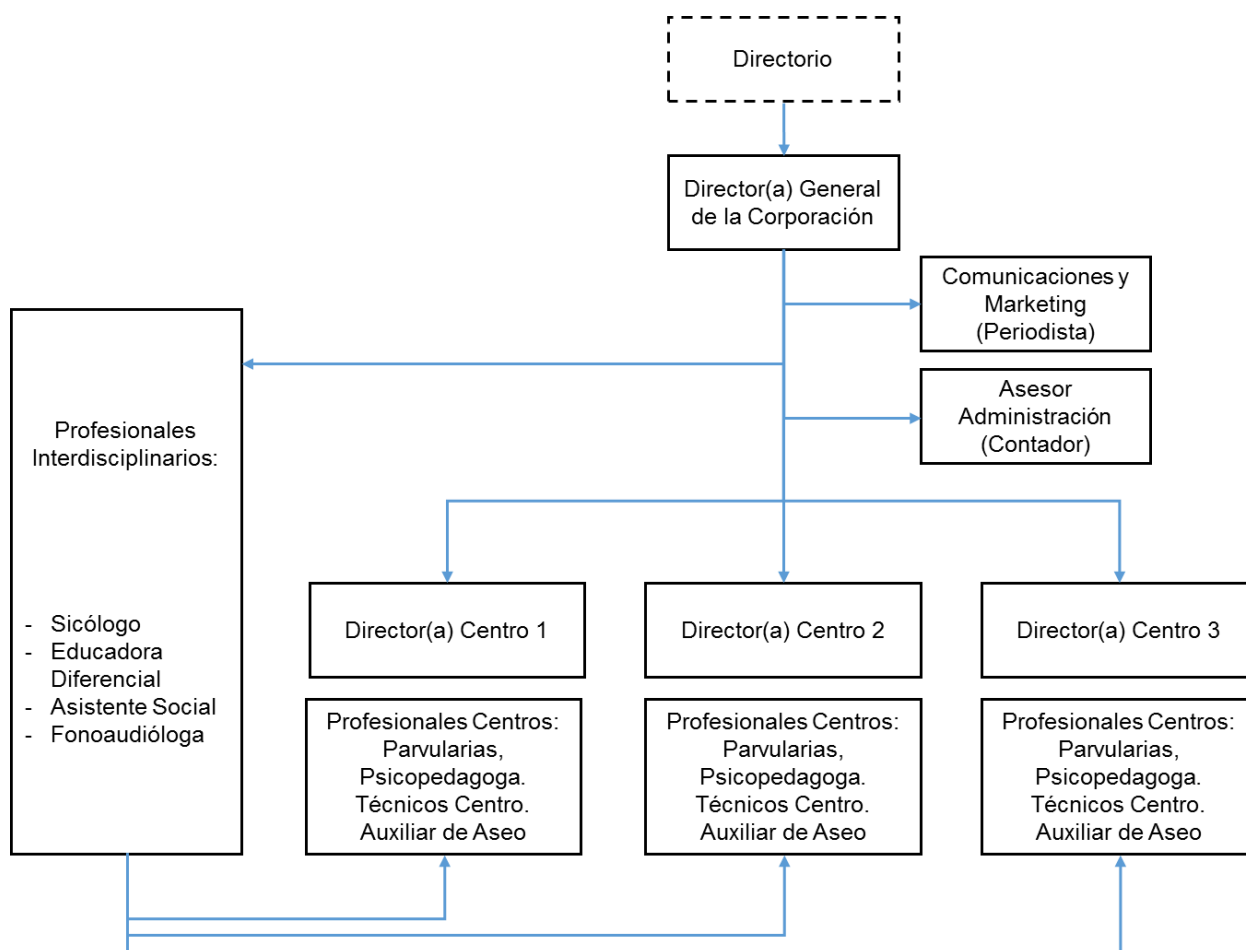 Directorio
Director(a) General
de la Corporación
Comunicaciones y
Marketing
(Periodista)
Asesor
Administración
(Contador)
Profesionales
Interdisciplinarios:
- Sicólogo
- Educadora
Diferencial
- Asistente Social
- Fonoaudióloga
Director(a) Centro 1
Director(a) Centro 2
Director(a) Centro 3
Profesionales Centros:
Parvularias,
Psicopedagoga.
Técnicos Centro.
Auxiliar de Aseo
Profesionales Centros:
Parvularias,
Psicopedagoga.
Técnicos Centro.
Auxiliar de Aseo
Profesionales Centros:
Parvularias,
Psicopedagoga.
Técnicos Centro.
Auxiliar de Aseo